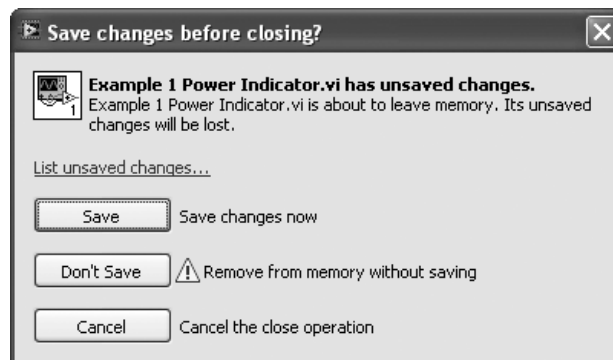 Save changes before closing?
Example 1 Power Indicator.vi has unsaved changes.
Example 1 Power Indicator.vi is about to leave memory. Its unsaved
changes will be lost.
1
List unsaved changes...
Save Save changes now
Don't Save Remove from memory without saving
Cancel Cancel the close operation